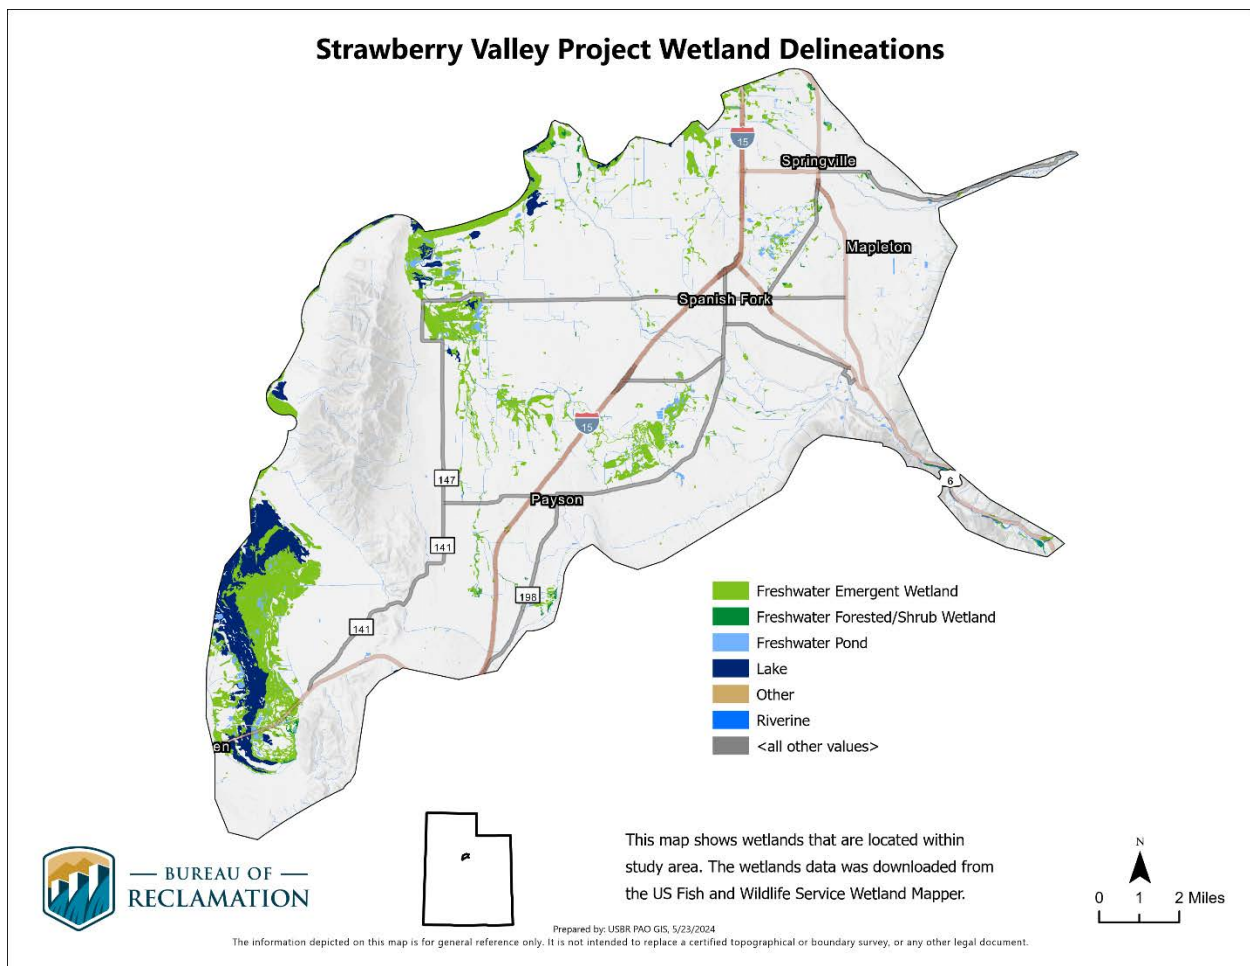 Strawberry Valley Project Wetland Delineations
15
Springville
Mapleton
Spanish Fork
15
147
Payson
6
141
198
141
en
Freshwater Emergent Wetland
Freshwater Forested/Shrub Wetland
Freshwater Pond
Lake
Other
Riverine
<all other values>
BUREAU OF
RECLAMATION
This map shows wetlands that are located within
study area. The wetlands data was downloaded from
the US Fish and Wildlife Service Wetland Mapper.
N
0 1 2 Miles
Prepared by: USBR PAO GIS, 5/23/2024
The information depicted on this map is for general reference only. It is not intended to replace a certified topographical or boundary survey, or any other legal document.